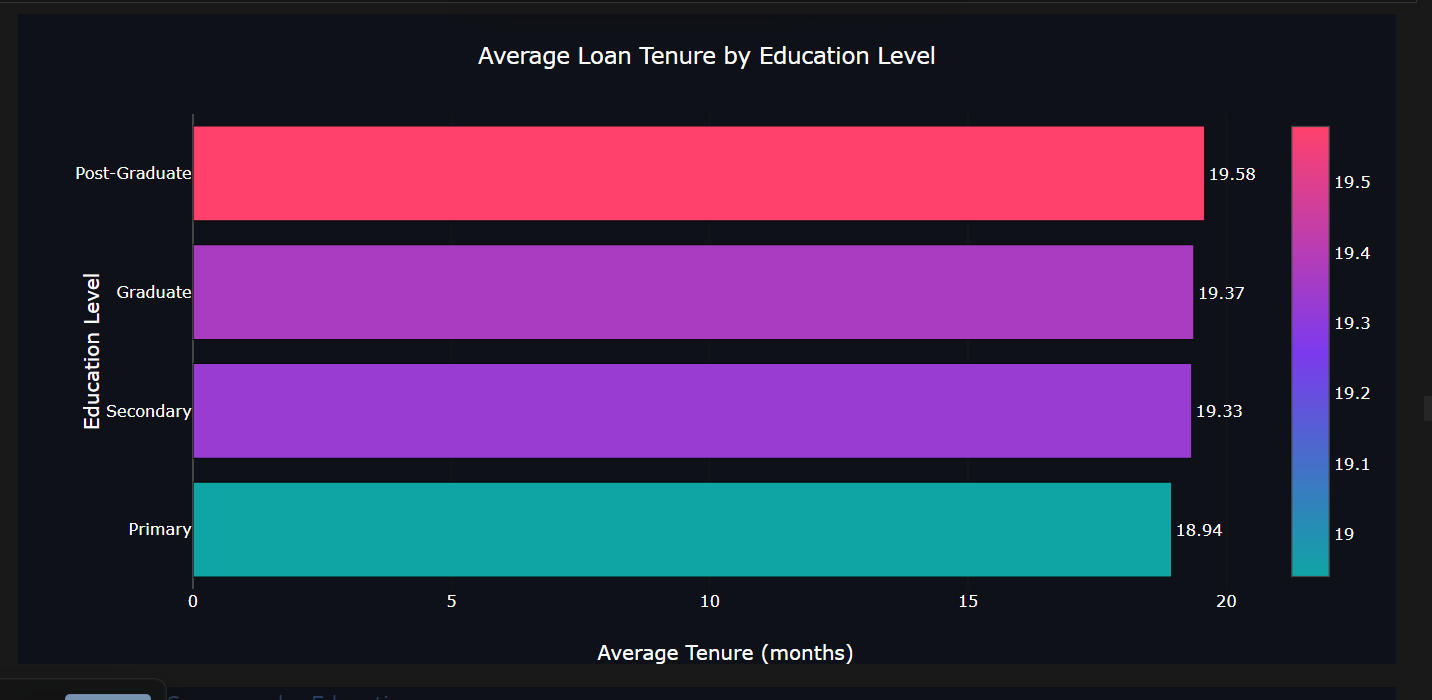 Average Loan Tenure by Education Level
Education Level
Post-Graduate
19.58
Graduate
19.37
Secondary
19.33
Primary
18.94
0
5
10
15
20
Average Tenure (months)
19.5
19.4
19.3
19.2
19.1
19